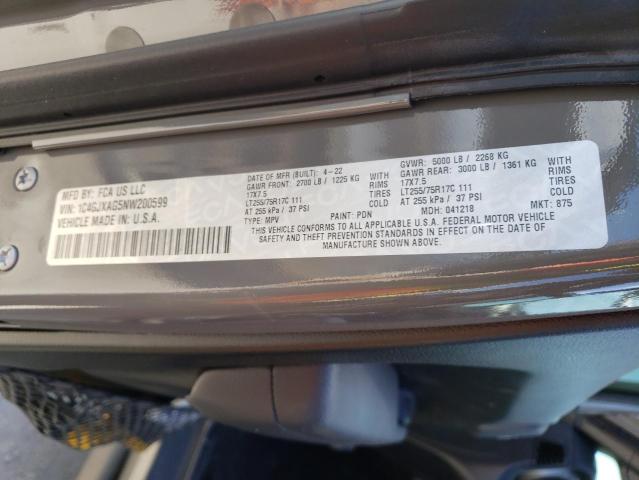 MFD BY: FCA US LLC
VIN: 1C4GJXAG5NW200599
VEHICLE MADE IN U.S.A.
DATE OF MFR (BUILT): 4-22
GAWR FRONT: 2700 LB / 1225 KG WITH
17X7.5 RIMS
LT255/75R17C 111 TIRES
AT 255 kPa / 37 PSI COLD
TYPE: MPV PAINT: PDN
GVWR: 5000 LB / 2268 KG
GAWR REAR: 3000 LB / 1361 KG WITH
17X7.5 RIMS
LT255/75R17C 111 TIRES
AT 255 kPa / 37 PSI COLD
MDH: 041218 MKT: 875
THIS VEHICLE CONFORMS TO ALL APPLICABLE U.S.A. FEDERAL MOTOR VEHICLE
SAFETY AND THEFT PREVENTION STANDARDS IN EFFECT ON THE DATE OF
MANUFACTURE SHOWN ABOVE.